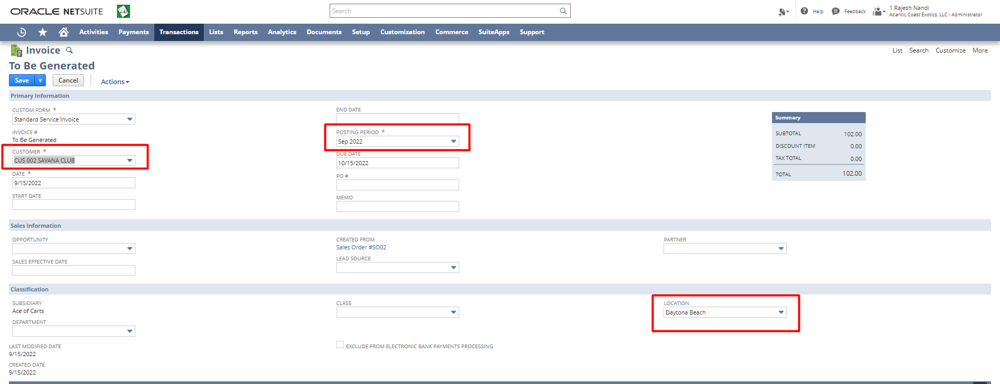 ORACLE NETSUITE
Search
Help
Feedback
1 Rajesh Nandi
Atlantic Coast Exotics, LLC - Administrator
Activities Payments Transactions Lists Reports Analytics Documents Setup Customization Commerce SuiteApps Support
Invoice
List Search Customize More
To Be Generated
Save
Cancel
Actions
Primary Information
CUSTOM FORM *
Standard Service Invoice
INVOICE #
To Be Generated
CUSTOMER *
CUS 002 SAVANA CLUB
DATE *
9/15/2022
START DATE
END DATE
POSTING PERIOD *
Sep 2022
DUE DATE
10/15/2022
PO #
MEMO
Summary
SUBTOTAL 102.00
DISCOUNT ITEM 0.00
TAX TOTAL 0.00
TOTAL 102.00
Sales Information
OPPORTUNITY
SALES EFFECTIVE DATE
CREATED FROM
Sales Order #SO02
LEAD SOURCE
PARTNER
Classification
SUBSIDIARY
Ace of Carts
DEPARTMENT
LAST MODIFIED DATE
9/15/2022
CREATED DATE
9/15/2022
CLASS
EXCLUDE FROM ELECTRONIC BANK PAYMENTS PROCESSING
LOCATION
Daytona Beach